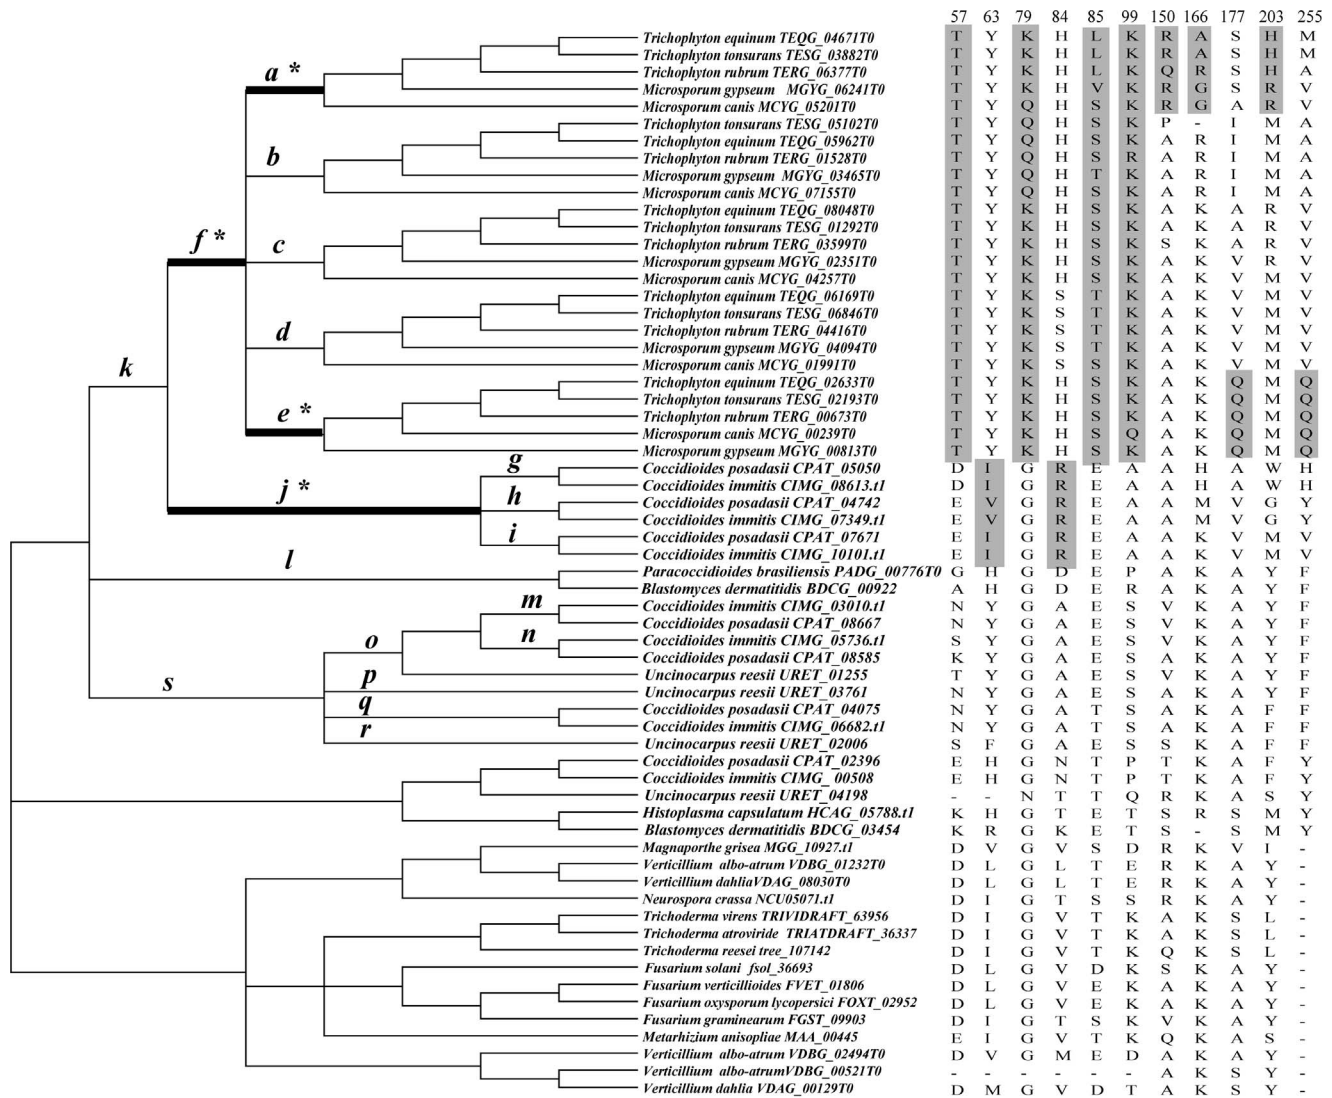 57 63 79 84 85 99 150 166 177 203 255
Trichophyton equinum TEQG_04671T0 T Y K H L K R A S H M
Trichophyton tonsurans TESG_03882T0 T Y K H L K R A S H M
a * Trichophyton rubrum TERG_06377T0 T Y K H L K Q R S H A
Microsporum gypseum MGYG_06241T0 T Y K H V K R G S R V
Microsporum canis MCYG_05201T0 T Y Q H S K R G A R V
Trichophyton tonsurans TESG_05102T0 T Y Q H S K P - I M A
Trichophyton equinum TEQG_05962T0 T Y Q H S K A R I M A
b Trichophyton rubrum TERG_01528T0 T Y Q H S R A R I M A
Microsporum gypseum MGYG_03465T0 T Y Q H T K A R I M A
Microsporum canis MCYG_07155T0 T Y Q H S K A R I M A
Trichophyton equinum TEQG_08048T0 T Y K H S K A K A R V
Trichophyton tonsurans TESG_01292T0 T Y K H S K A K A R V
f * c Trichophyton rubrum TERG_03599T0 T Y K H S K S K A R V
Microsporum gypseum MGYG_02351T0 T Y K H S K A K V R V
Microsporum canis MCYG_04257T0 T Y K H S K A K V M V
Trichophyton equinum TEQG_06169T0 T Y K S T K A K V M V
Trichophyton tonsurans TESG_06846T0 T Y K S T K A K V M V
d Trichophyton rubrum TERG_04416T0 T Y K S T K A K V M V
Microsporum gypseum MGYG_04094T0 T Y K S T K A K V M V
k Microsporum canis MCYG_01991T0 T Y K S S K A K V M V
Trichophyton equinum TEQG_02633T0 T Y K H S K A K Q M Q
Trichophyton tonsurans TESG_02193T0 T Y K H S K A K Q M Q
e * Trichophyton rubrum TERG_00673T0 T Y K H S K A K Q M Q
Microsporum canis MCYG_00239T0 T Y K H S Q A K Q M Q
Microsporum gypseum MGYG_00813T0 T Y K H S K A K Q M Q
g Coccidioides posadasii CPAT_05050 D I G R E A A H A W H
Coccidioides immitis CIMG_08613.t1 D I G R E A A H A W H
j * h Coccidioides posadasii CPAT_04742 E V G R E A A M V G Y
Coccidioides immitis CIMG_07349.t1 E V G R E A A M V G Y
i Coccidioides posadasii CPAT_07671 E I G R E A A K V M V
Coccidioides immitis CIMG_10101.t1 E I G R E A A K V M V
l Paracoccidioides brasiliensis PADG_00776T0 G H G D E P A K A Y F
Blastomyces dermatitidis BDCG_00922 A H G D E R A K A Y F
m Coccidioides immitis CIMG_03010.t1 N Y G A E S V K A Y F
Coccidioides posadasii CPAT_08667 N Y G A E S V K A Y F
o n Coccidioides immitis CIMG_05736.t1 S Y G A E S V K A Y F
Coccidioides posadasii CPAT_08585 K Y G A E S A K A Y F
s p Uncinocarpus reesii URET_01255 T Y G A E S V K A Y F
Uncinocarpus reesii URET_03761 N Y G A E S A K A Y F
q Coccidioides posadasii CPAT_04075 N Y G A T S A K A F F
r Coccidioides immitis CIMG_06682.t1 N Y G A T S A K A F F
Uncinocarpus reesii URET_02006 S F G A E S S K A F F
Coccidioides posadasii CPAT_02396 E H G N T P T K A F Y
Coccidioides immitis CIMG_00508 E H G N T P T K A F Y
Uncinocarpus reesii URET_04198 - - N T T Q R K A S Y
Histoplasma capsulatum HCAG_05788.t1 K H G T E T S R S M Y
Blastomyces dermatitidis BDCG_03454 K R G K E T S - S M Y
Magnaporthe grisea MGG_10927.t1 D V G V S D R K V I -
Verticillium albo-atrum VDBG_01232T0 D L G L T E R K A Y -
Verticillium dahliaVDAG_08030T0 D L G L T E R K A Y -
Neurospora crassa NCU05071.t1 D I G T S S R K A Y -
Trichoderma virens TRIVIDRAFT_63956 D I G V T K A K S L -
Trichoderma atroviride TRIATDRAFT_36337 D I G V T K A K S L -
Trichoderma reesei tree_107142 D I G V T K Q K S L -
Fusarium solani fsol_36693 D L G V D K S K A Y -
Fusarium verticillioides FVET_01806 D L G V E K A K A Y -
Fusarium oxysporum lycopersici FOXT_02952 D L G V E K A K A Y -
Fusarium graminearum FGST_09903 D I G T S K V K A Y -
Metarhizium anisopliae MAA_00445 E I G V T K Q K A S -
Verticillium albo-atrum VDBG_02494T0 D V G M E D A K A Y -
Verticillium albo-atrumVDBG_00521T0 - - - - - - A K S Y -
Verticillium dahlia VDAG_00129T0 D M G V D T A K S Y -